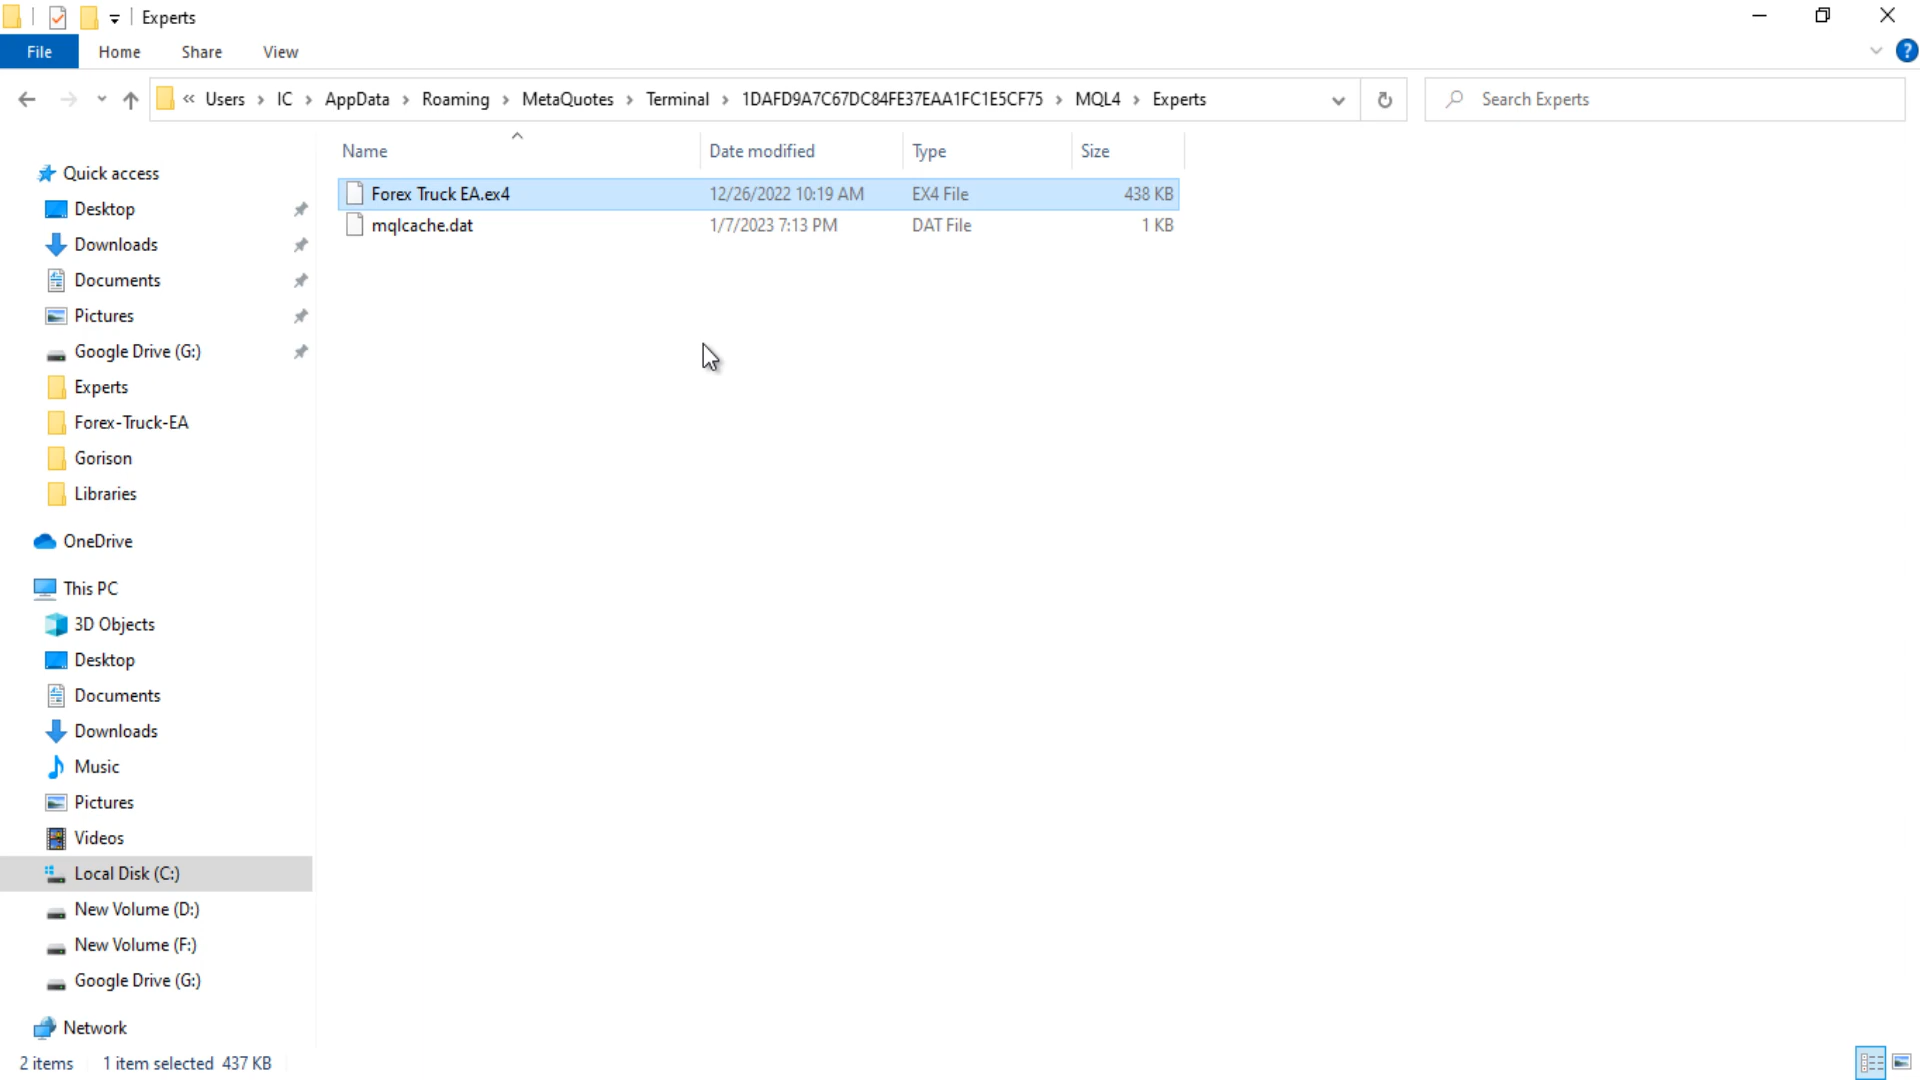 Experts
File Home Share View
« Users › IC › AppData › Roaming › MetaQuotes › Terminal › 1DAFD9A7C67DC84FE37EAA1FC1E5CF75 › MQL4 › Experts
Search Experts
Name Date modified Type Size
Forex Truck EA.ex4 12/26/2022 10:19 AM EX4 File 438 KB
mqlcache.dat 1/7/2023 7:13 PM DAT File 1 KB
Quick access
Desktop
Downloads
Documents
Pictures
Google Drive (G:)
Experts
Forex-Truck-EA
Gorison
Libraries
OneDrive
This PC
3D Objects
Desktop
Documents
Downloads
Music
Pictures
Videos
Local Disk (C:)
New Volume (D:)
New Volume (F:)
Google Drive (G:)
Network
2 items 1 item selected 437 KB